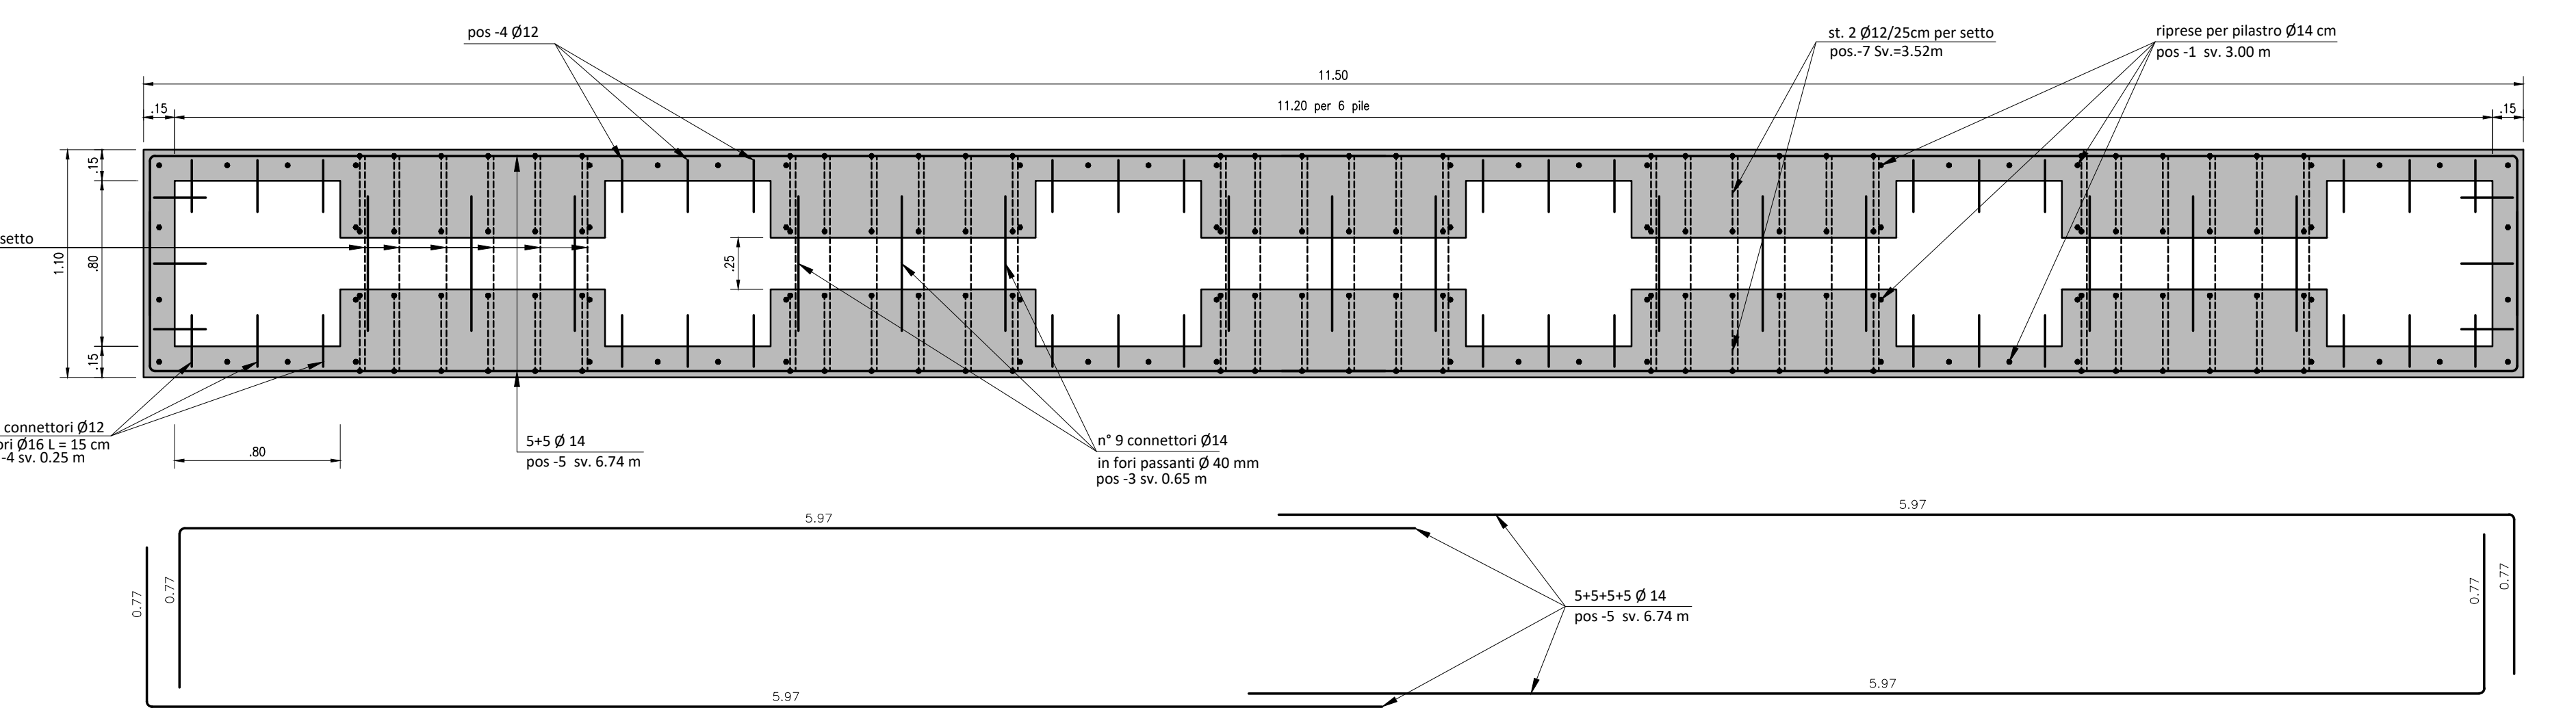 pos -4 Ø12
st. 2 Ø12/25cm per setto
pos.-7 Sv.=3.52m
riprese per pilastro Ø14 cm
pos -1 sv. 3.00 m
11.50
.15
11.20 per 6 pile
.15
.15
setto
1.10
.80
.25
.15
connettori Ø12
ori Ø16 L = 15 cm
-4 sv. 0.25 m
.80
5+5 Ø 14
pos -5 sv. 6.74 m
n° 9 connettori Ø14
in fori passanti Ø 40 mm
pos -3 sv. 0.65 m
5.97
5.97
0.77
0.77
5+5+5+5 Ø 14
pos -5 sv. 6.74 m
0.77
0.77
5.97
5.97